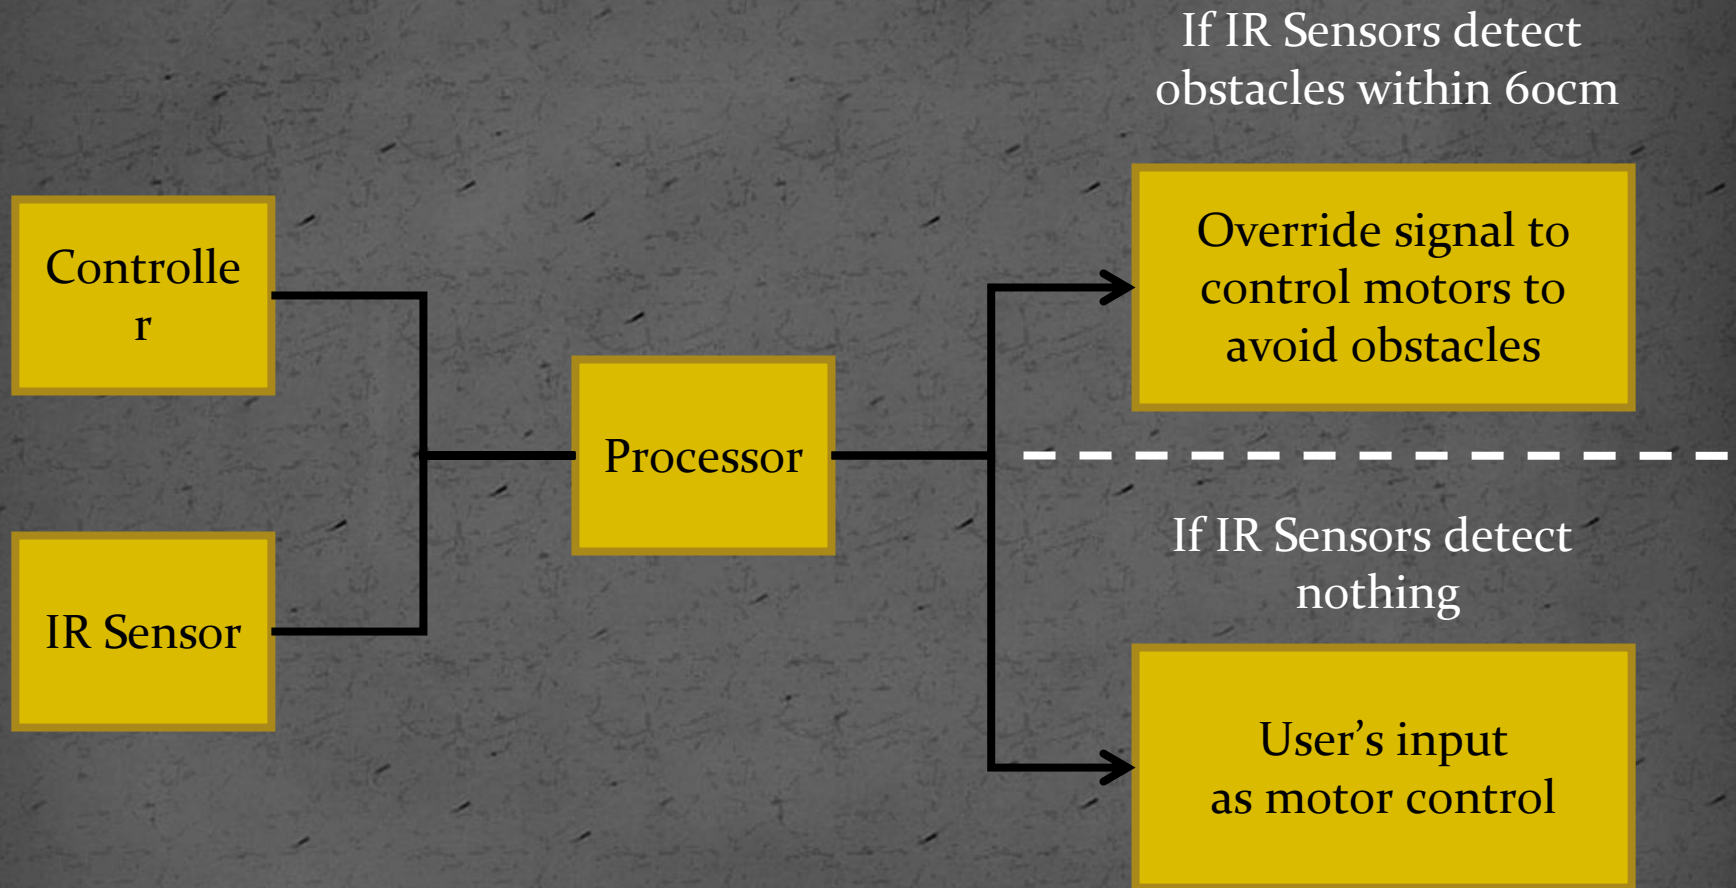 If IR Sensors detect
obstacles within 60cm
Controlle
r
Override signal to
control motors to
avoid obstacles
Processor
IR Sensor
If IR Sensors detect
nothing
User’s input
as motor control